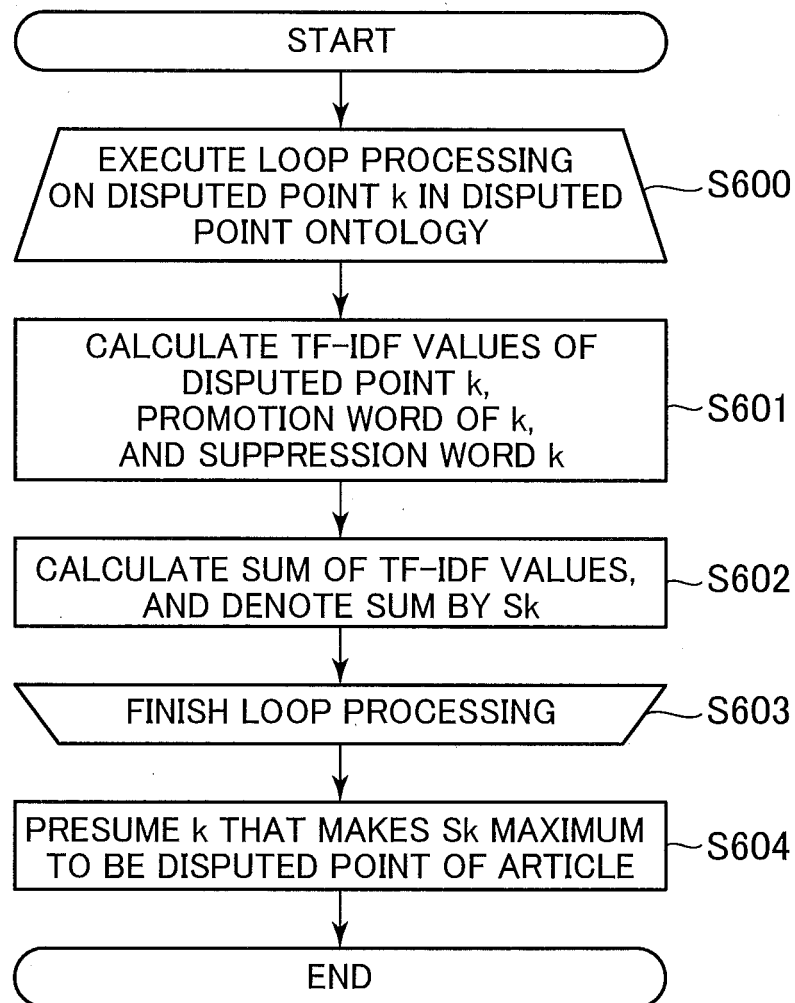 START
EXECUTE LOOP PROCESSING
ON DISPUTED POINT k IN DISPUTED
POINT ONTOLOGY
S600
CALCULATE TF-IDF VALUES OF
DISPUTED POINT k,
PROMOTION WORD OF k,
AND SUPPRESSION WORD k
S601
CALCULATE SUM OF TF-IDF VALUES,
AND DENOTE SUM BY Sk
S602
FINISH LOOP PROCESSING
S603
PRESUME k THAT MAKES Sk MAXIMUM
TO BE DISPUTED POINT OF ARTICLE
S604
END